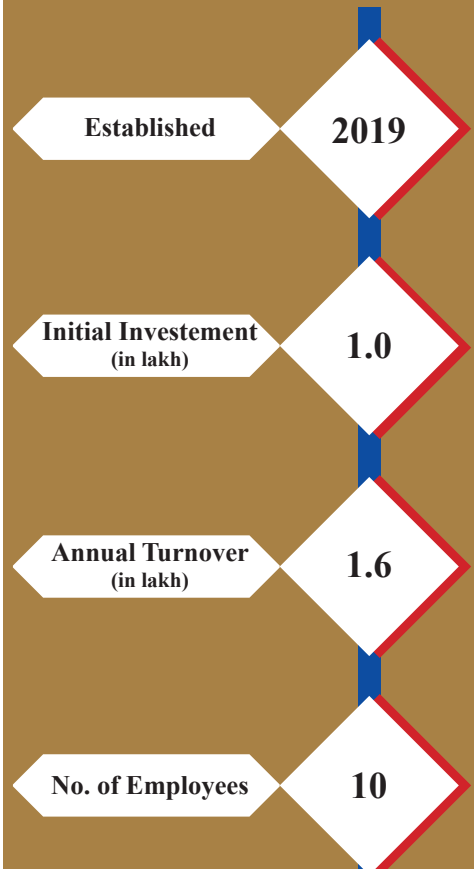 Established
2019
Initial Investement
(in lakh)
1.0
Annual Turnover
(in lakh)
1.6
No. of Employees
10